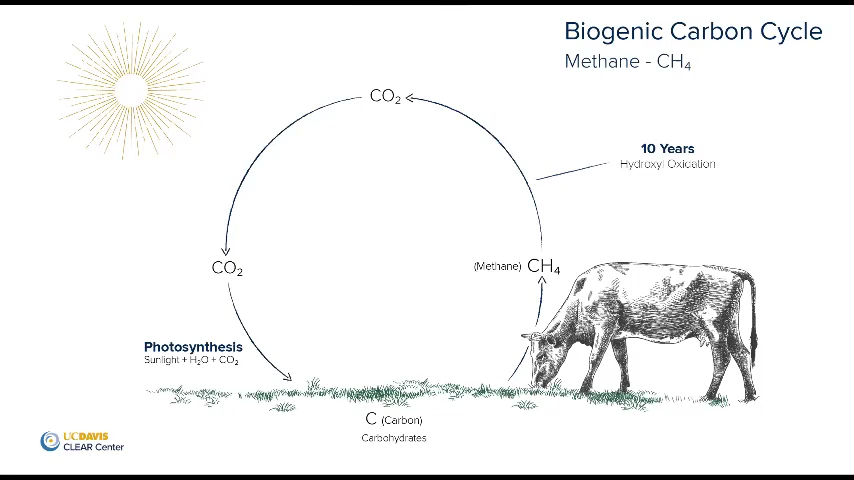 Biogenic Carbon Cycle
Methane - CH₄
CO₂
10 Years
Hydroxyl Oxidation
CO₂
(Methane) CH₄
Photosynthesis
Sunlight + H₂O + CO₂
C (Carbon)
Carbohydrates
UCDAVIS
CLEAR Center